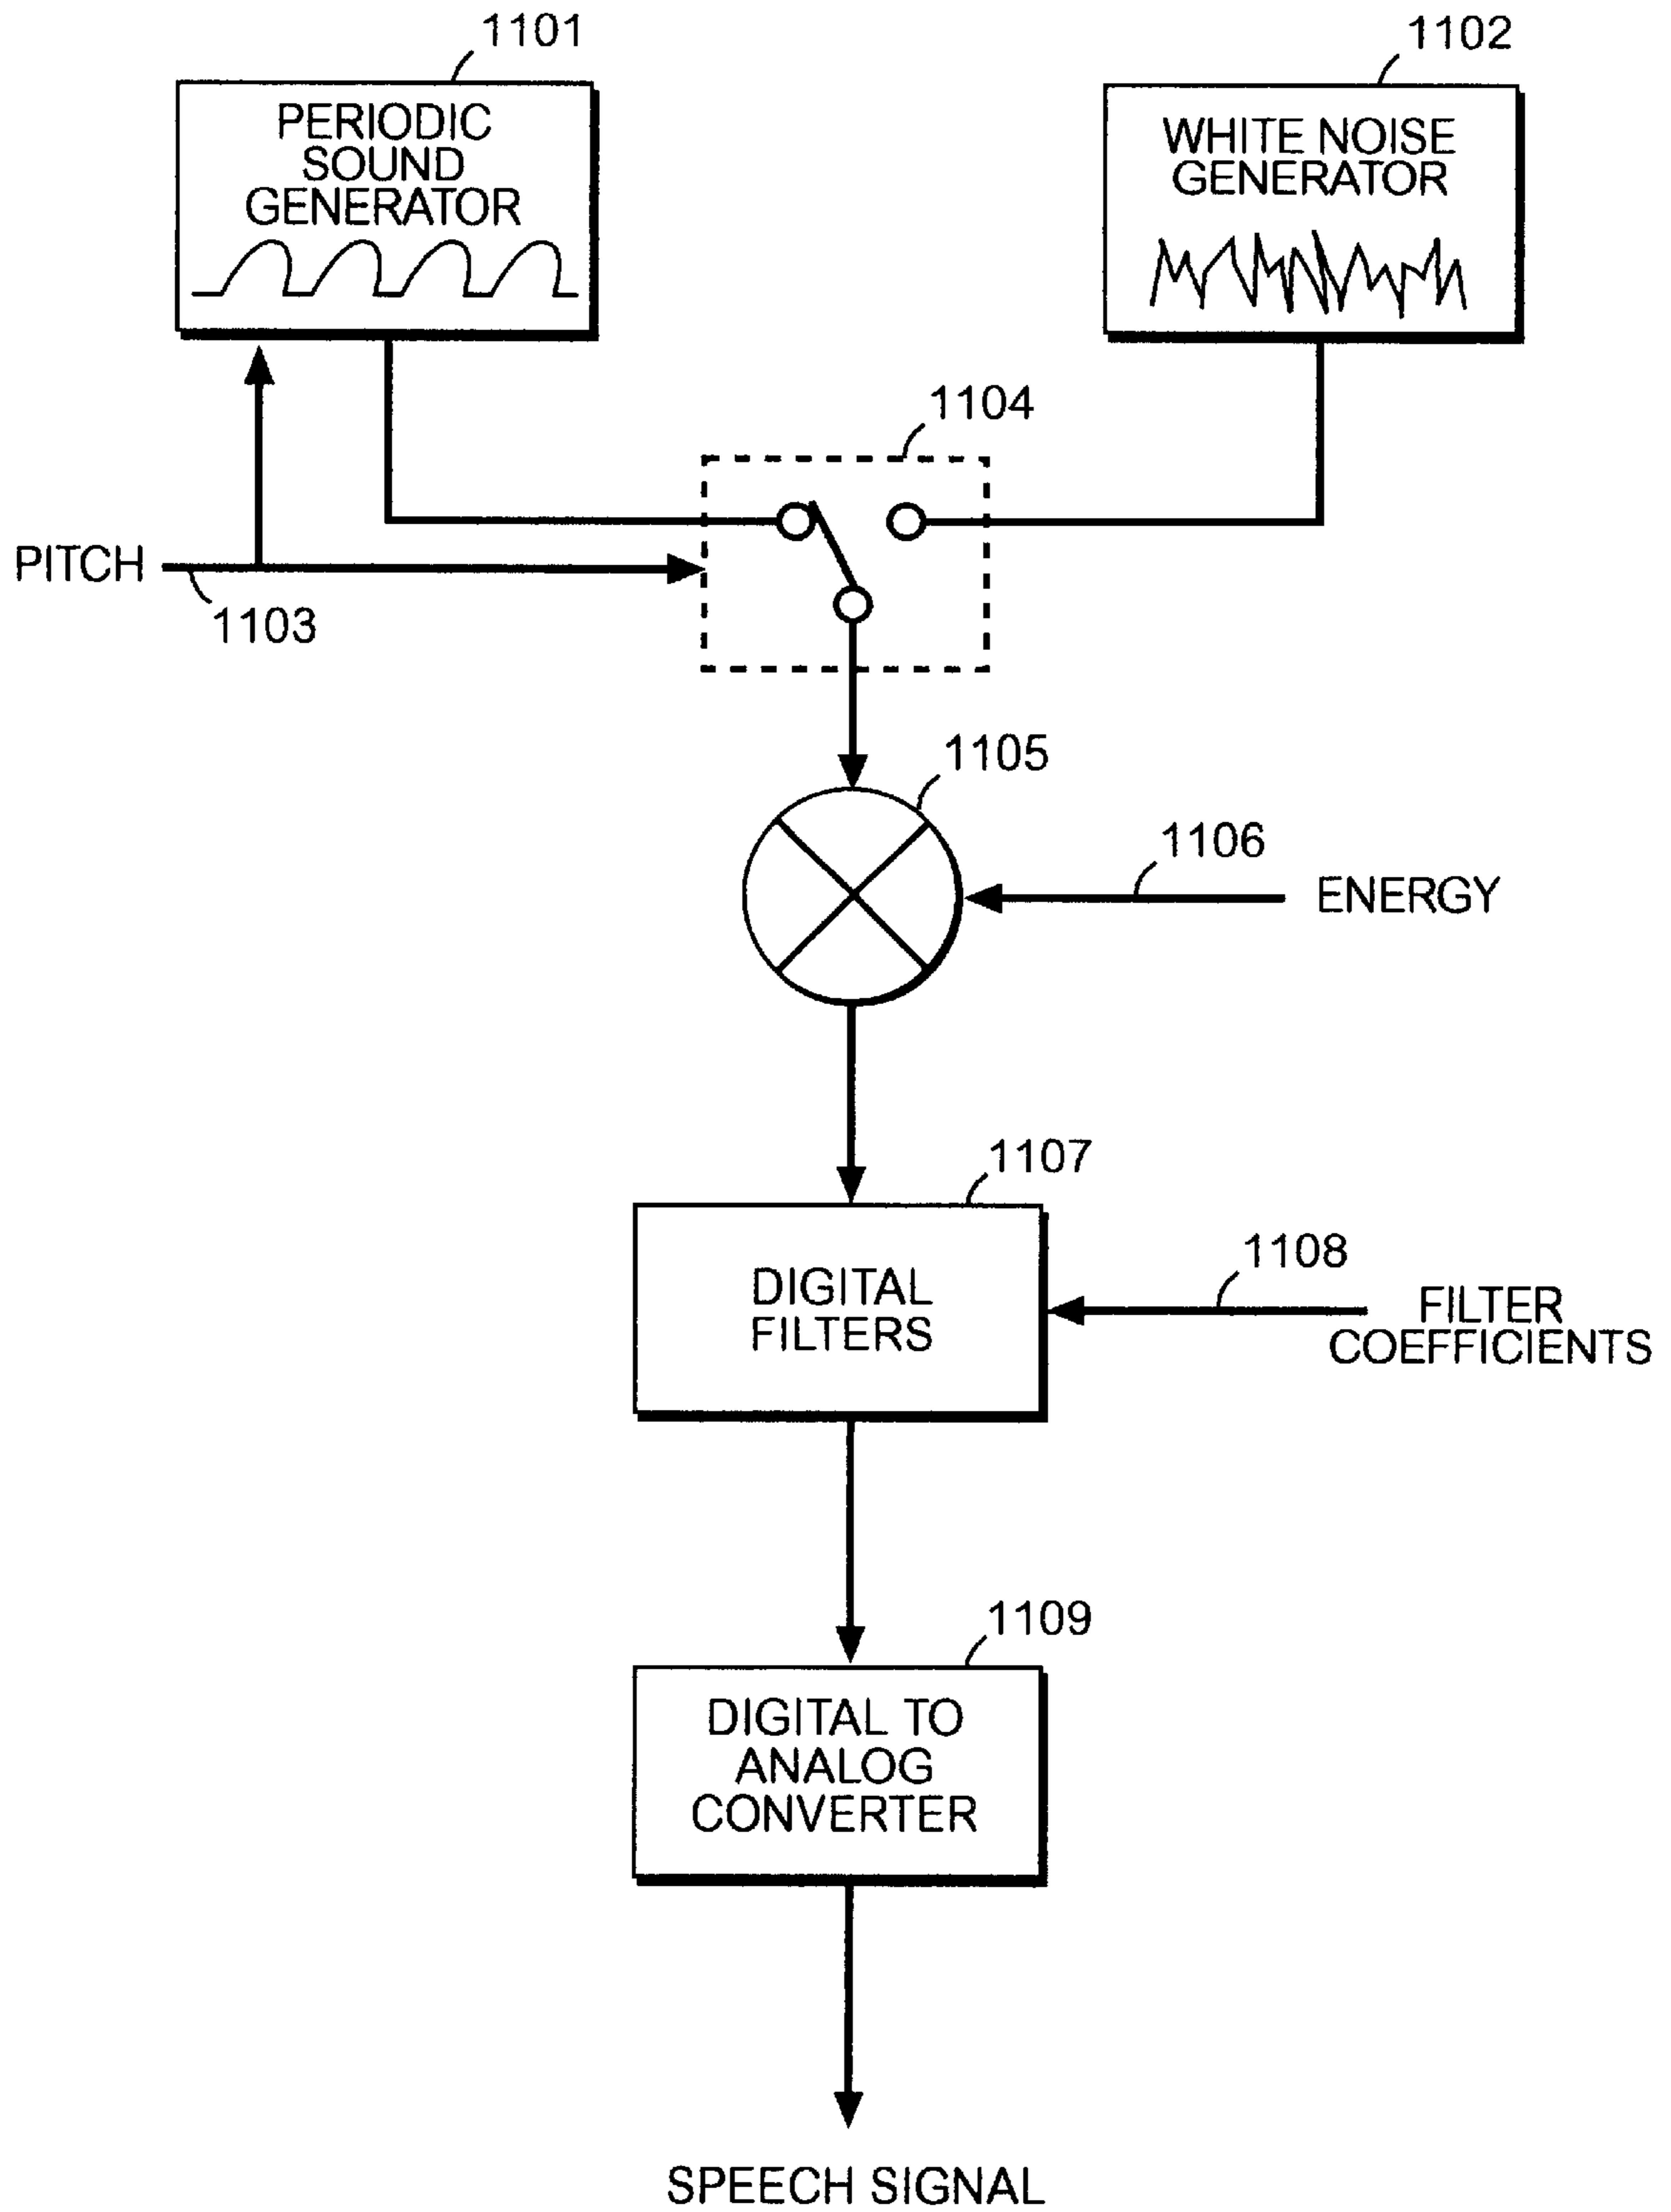 1101
1102
PERIODIC
SOUND
GENERATOR
WHITE NOISE
GENERATOR
1104
PITCH
1103
1105
1106
ENERGY
1107
DIGITAL
FILTERS
1108
FILTER
COEFFICIENTS
1109
DIGITAL TO
ANALOG
CONVERTER
SPEECH SIGNAL